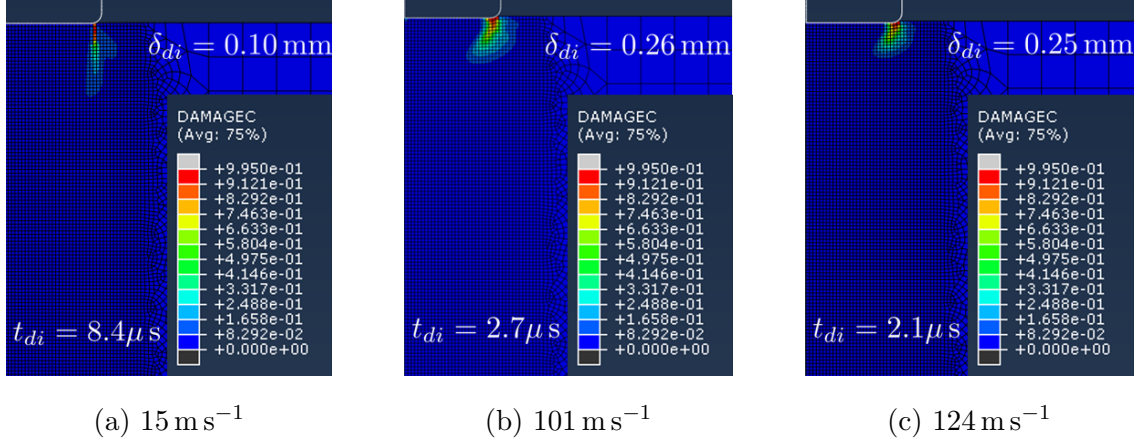 δ_di = 0.10 mm
DAMAGEC
(Avg: 75%)
+9.950e-01
+9.121e-01
+8.292e-01
+7.463e-01
+6.633e-01
+5.804e-01
+4.975e-01
+4.146e-01
+3.317e-01
+2.488e-01
+1.658e-01
+8.292e-02
+0.000e+00
t_di = 8.4μ s
(a) 15 m s⁻¹
δ_di = 0.26 mm
DAMAGEC
(Avg: 75%)
+9.950e-01
+9.121e-01
+8.292e-01
+7.463e-01
+6.633e-01
+5.804e-01
+4.975e-01
+4.146e-01
+3.317e-01
+2.488e-01
+1.658e-01
+8.292e-02
+0.000e+00
t_di = 2.7μ s
(b) 101 m s⁻¹
δ_di = 0.25 mm
DAMAGEC
(Avg: 75%)
+9.950e-01
+9.121e-01
+8.292e-01
+7.463e-01
+6.633e-01
+5.804e-01
+4.975e-01
+4.146e-01
+3.317e-01
+2.488e-01
+1.658e-01
+8.292e-02
+0.000e+00
t_di = 2.1μ s
(c) 124 m s⁻¹